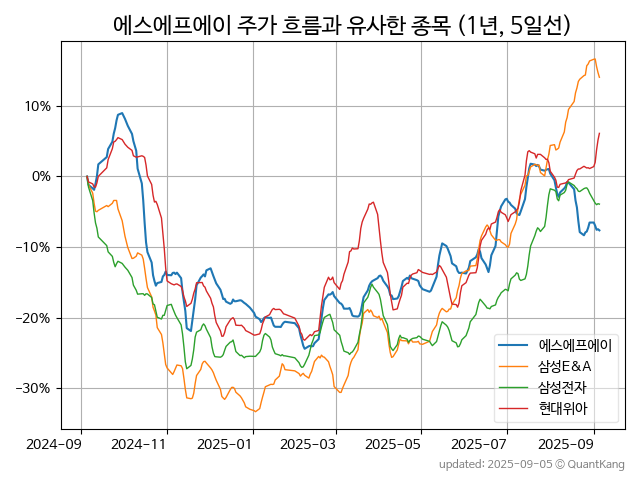 에스에프에이 주가 흐름과 유사한 종목 (1년, 5일선)
10%
0%
−10%
−20%
−30%
2024-09
2024-11
2025-01
2025-03
2025-05
2025-07
2025-09
에스에프에이
삼성E&A
삼성전자
현대위아
updated: 2025-09-05 © QuantKang